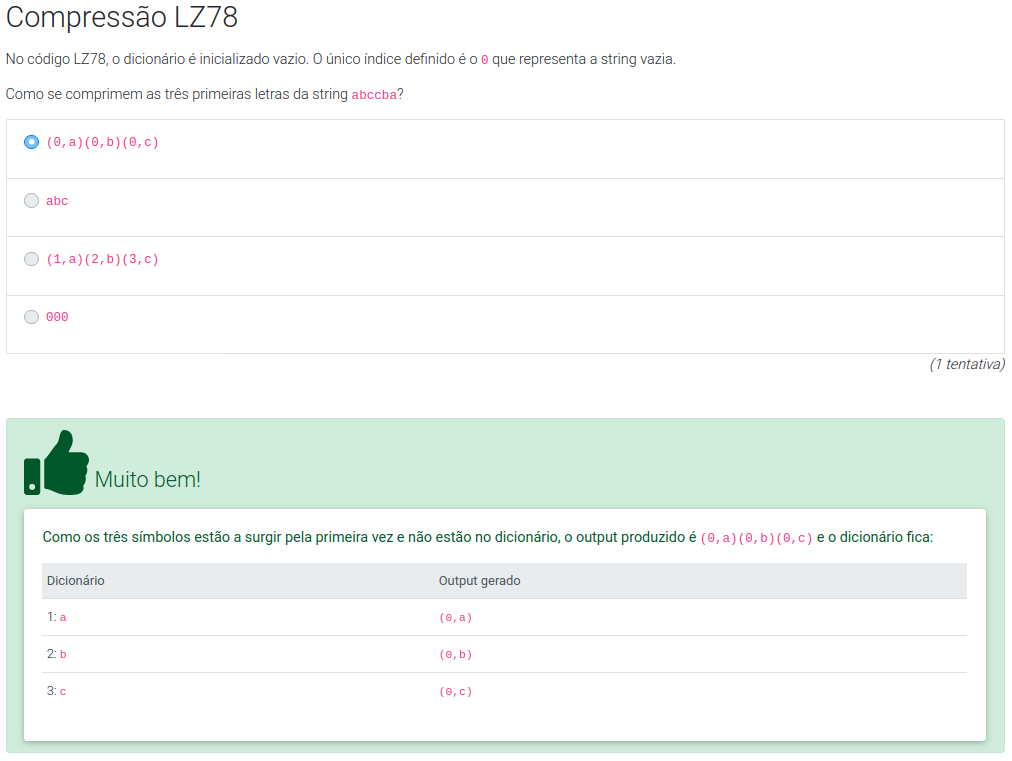 Compressão LZ78
No código LZ78, o dicionário é inicializado vazio. O único índice definido é o 0 que representa a string vazia.
Como se comprimem as três primeiras letras da string abccba?
(0,a)(0,b)(0,c)
abc
(1,a)(2,b)(3,c)
000
(1 tentativa)
Muito bem!
Como os três símbolos estão a surgir pela primeira vez e não estão no dicionário, o output produzido é (0,a)(0,b)(0,c) e o dicionário fica:
Dicionário Output gerado
1: a (0,a)
2: b (0,b)
3: c (0,c)